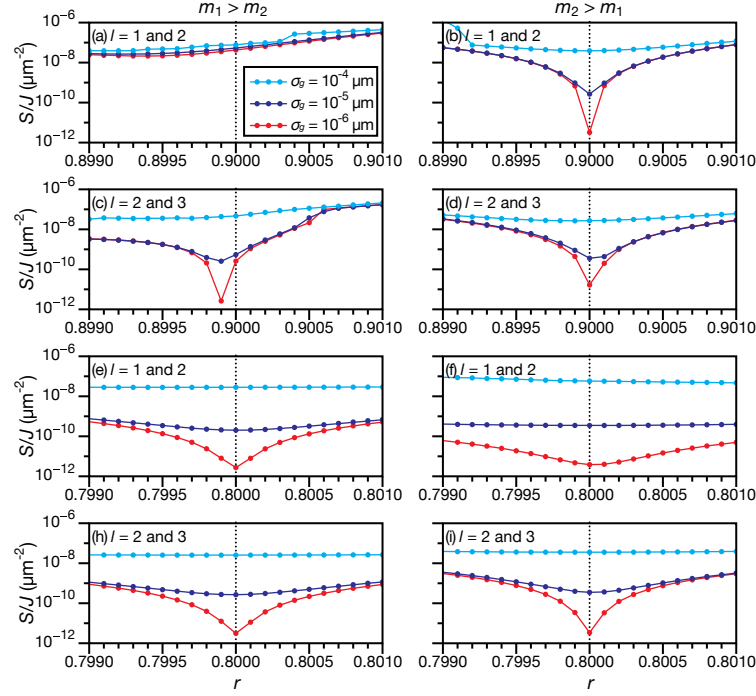 m₁ > m₂
m₂ > m₁
(a) l = 1 and 2
σg = 10⁻⁴ µm
σg = 10⁻⁵ µm
σg = 10⁻⁶ µm
S/J (µm⁻²)
10⁻⁶
10⁻⁸
10⁻¹⁰
10⁻¹²
0.8990 0.8995 0.9000 0.9005 0.9010
(b) l = 1 and 2
0.8990 0.8995 0.9000 0.9005 0.9010
(c) l = 2 and 3
S/J (µm⁻²)
10⁻⁶
10⁻⁸
10⁻¹⁰
10⁻¹²
0.8990 0.8995 0.9000 0.9005 0.9010
(d) l = 2 and 3
0.8990 0.8995 0.9000 0.9005 0.9010
(e) l = 1 and 2
S/J (µm⁻²)
10⁻⁶
10⁻⁸
10⁻¹⁰
10⁻¹²
0.7990 0.7995 0.8000 0.8005 0.8010
(f) l = 1 and 2
0.7990 0.7995 0.8000 0.8005 0.8010
(h) l = 2 and 3
S/J (µm⁻²)
10⁻⁶
10⁻⁸
10⁻¹⁰
10⁻¹²
0.7990 0.7995 0.8000 0.8005 0.8010
r
(i) l = 2 and 3
0.7990 0.7995 0.8000 0.8005 0.8010
r